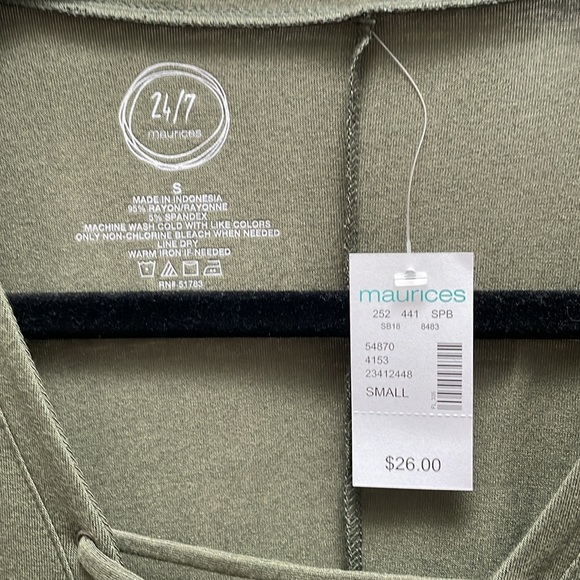 24/7
maurices
S
MADE IN INDONESIA
95% RAYON/RAYONNE
5% SPANDEX
MACHINE WASH COLD WITH LIKE COLORS
ONLY NON-CHLORINE BLEACH WHEN NEEDED
LINE DRY
WARM IRON IF NEEDED
RN# 51783
maurices
252 441 SPB
SB18 8483
54870
4153
23412448
SMALL
$26.00